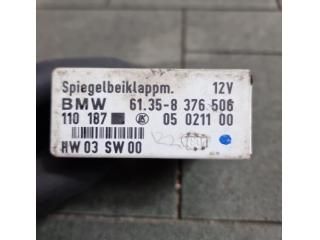 Spiegelbeiklappm. 12V
BMW 61.35-8 376 506
110 187 05 0211 00
HW 03 SW 00